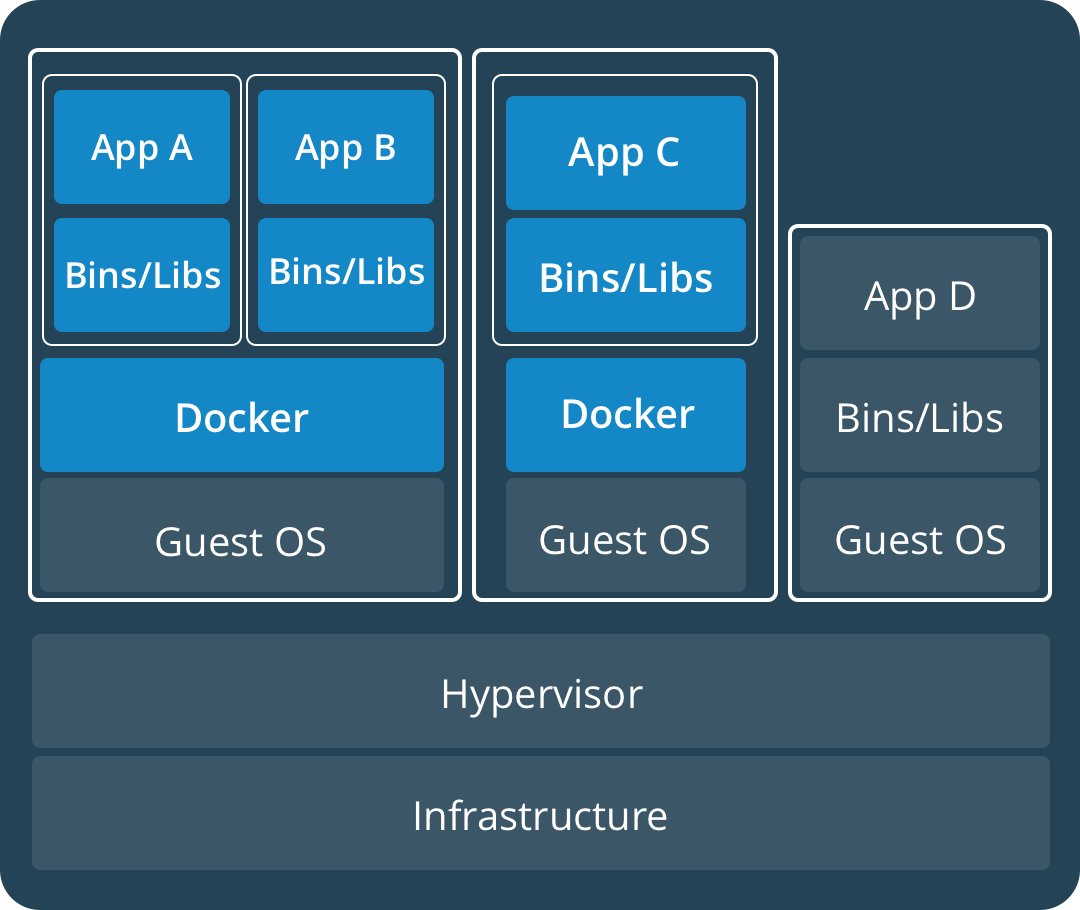 App A
App B
App C
Bins/Libs
Bins/Libs
Bins/Libs
App D
Docker
Docker
Bins/Libs
Guest OS
Guest OS
Guest OS
Hypervisor
Infrastructure